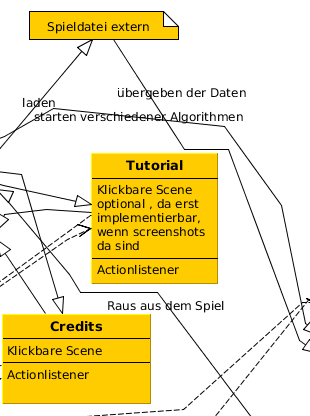 Spieldatei extern
übergeben der Daten
laden
starten verschiedener Algorithmen
Tutorial
Klickbare Scene
optional , da erst
implementierbar,
wenn screenshots
da sind
Actionlistener
Raus aus dem Spiel
Credits
Klickbare Scene
Actionlistener